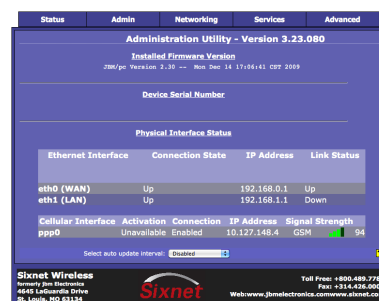 Status Admin Networking Services Advanced
Administration Utility - Version 3.23.080
Installed Firmware Version
JBM/pc Version 2.30 -- Mon Dec 14 17:06:41 CST 2009
Device Serial Number
Physical Interface Status
Ethernet Interface Connection State IP Address Link Status
eth0 (WAN) Up 192.168.0.1 Up
eth1 (LAN) Up 192.168.1.1 Down
Cellular Interface Activation Connection IP Address Signal Strength
ppp0 Unavailable Enabled 10.127.148.4 GSM 94
Select auto update interval: Disabled
Sixnet Wireless
formerly Jbm Electronics
4645 LaGuardia Drive
St. Louis, MO 63134
Sixnet
Toll Free: +800.489.778
Fax: +314.426.000
Web:www.jbmelectronics.comwww.sixnet.co